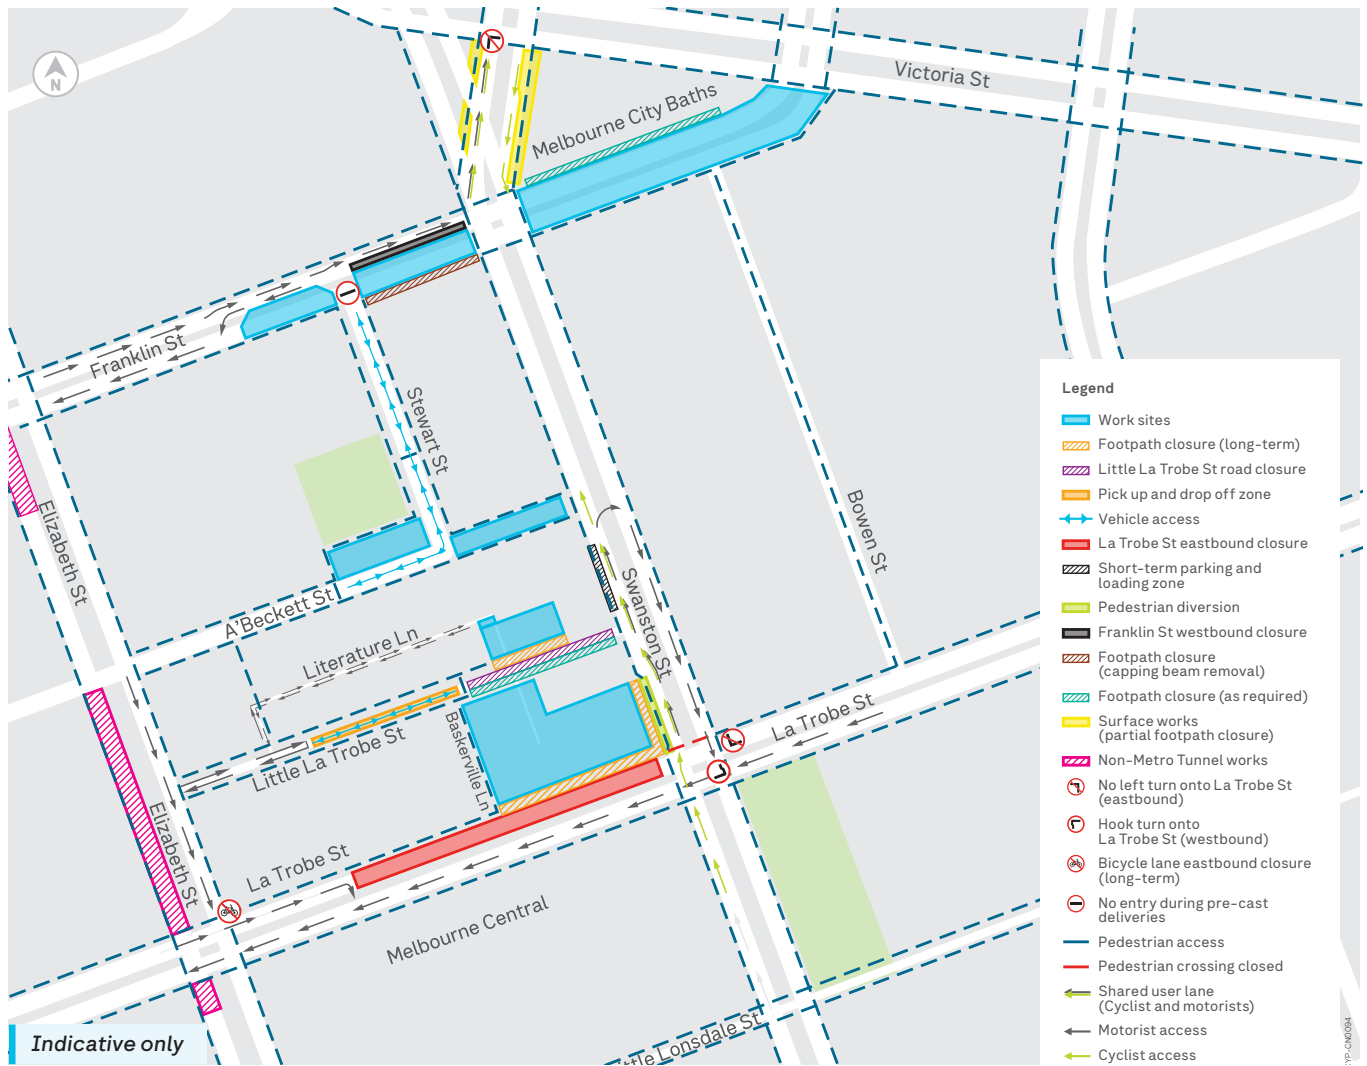 N
Victoria St
Melbourne City Baths
Franklin St
Stewart St
Elizabeth St
A'Beckett St
Literature Ln
Swanston St
Bowen St
Little La Trobe St
Baskerville Ln
La Trobe St
Elizabeth St
La Trobe St
Melbourne Central
ttle Lonsdale St
Indicative only
Legend
Work sites
Footpath closure (long-term)
Little La Trobe St road closure
Pick up and drop off zone
Vehicle access
La Trobe St eastbound closure
Short-term parking and
loading zone
Pedestrian diversion
Franklin St westbound closure
Footpath closure
(capping beam removal)
Footpath closure (as required)
Surface works
(partial footpath closure)
Non-Metro Tunnel works
No left turn onto La Trobe St
(eastbound)
Hook turn onto
La Trobe St (westbound)
Bicycle lane eastbound closure
(long-term)
No entry during pre-cast
deliveries
Pedestrian access
Pedestrian crossing closed
Shared user lane
(Cyclist and motorists)
Motorist access
Cyclist access